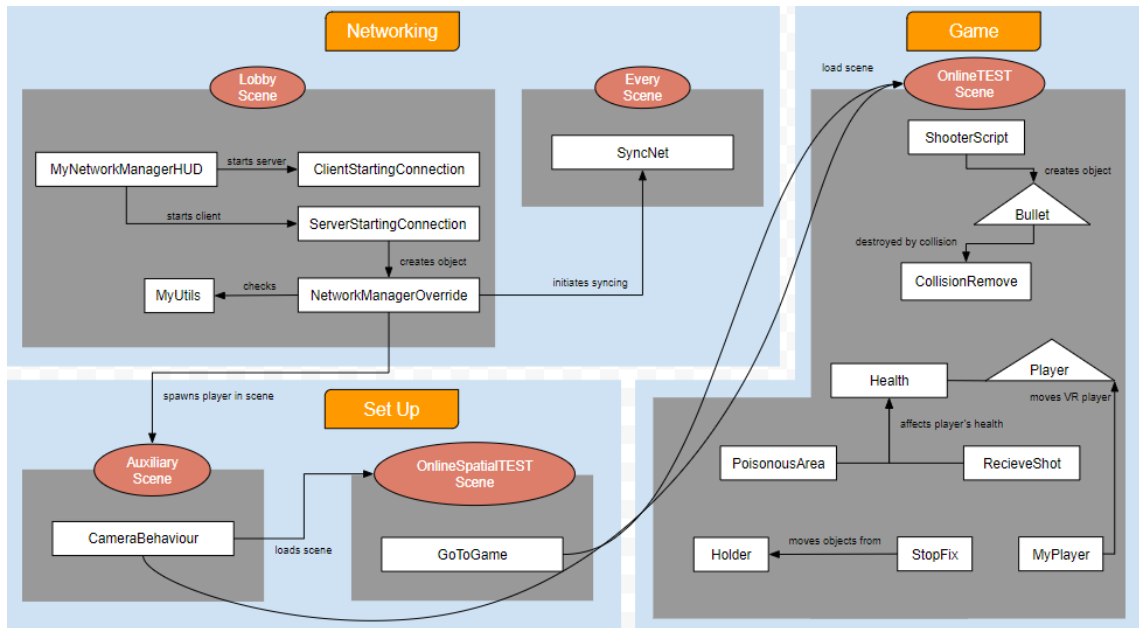 Networking
Lobby
Scene
Every
Scene
MyNetworkManagerHUD
starts server
ClientStartingConnection
SyncNet
starts client
ServerStartingConnection
creates object
MyUtils
checks
NetworkManagerOverride
initiates syncing
spawns player in scene
Set Up
Auxiliary
Scene
OnlineSpatialTEST
Scene
CameraBehaviour
loads scene
GoToGame
Game
load scene
OnlineTEST
Scene
ShooterScript
creates object
Bullet
destroyed by collision
CollisionRemove
Health
Player
moves VR player
affects player's health
PoisonousArea
RecieveShot
Holder
moves objects from
StopFix
MyPlayer